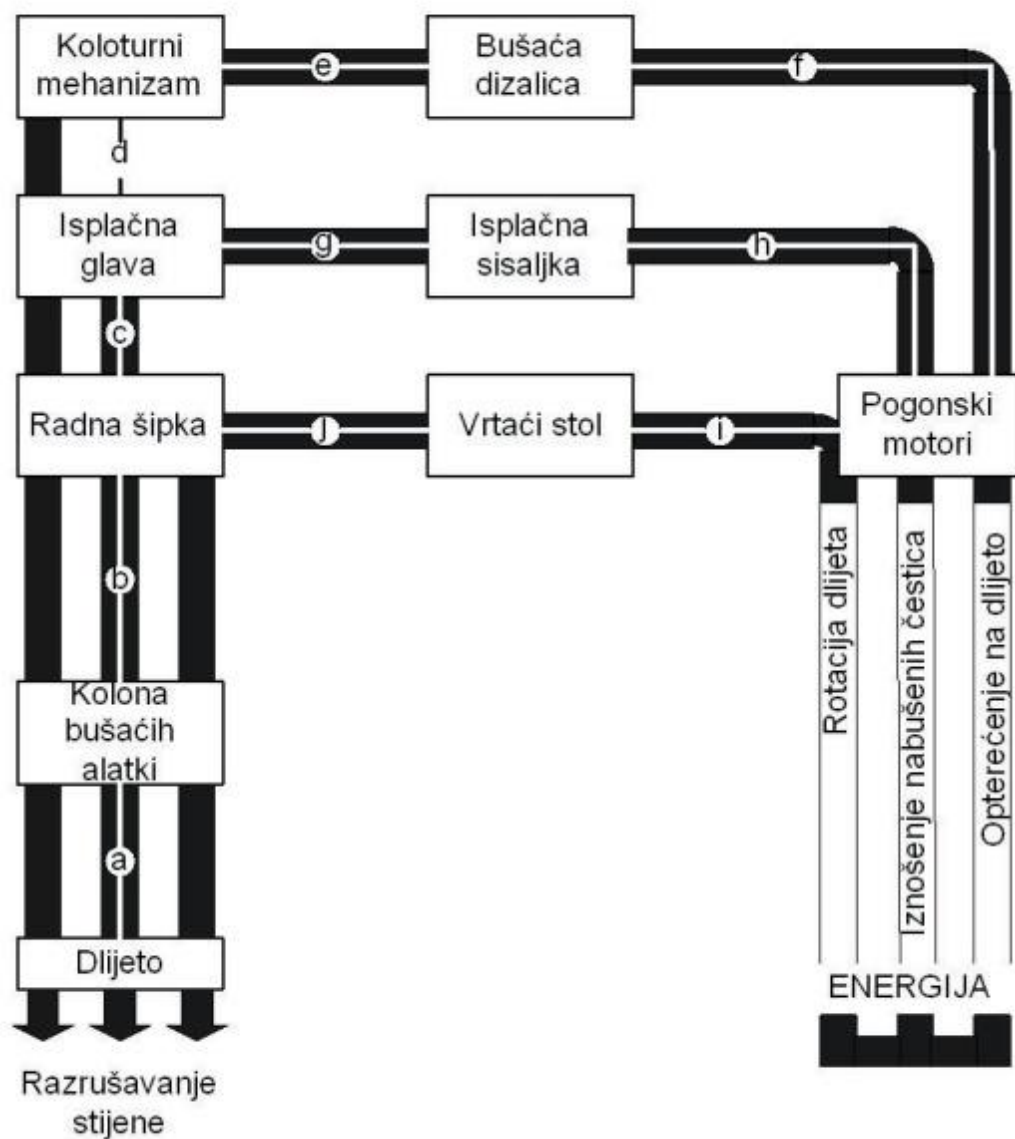 Koloturni
mehanizam
e
Bušaća
dizalica
f
d
Isplačna
glava
g
Isplačna
sisaljka
h
c
Radna šipka
j
Vrtaći stol
i
Pogonski
motori
b
Kolona
bušaćih
alatki
a
Dlijeto
Razrušavanje
stijene
Rotacija dlijeta
Iznošenje nabušenih čestica
Opterećenje na dlijeto
ENERGIJA